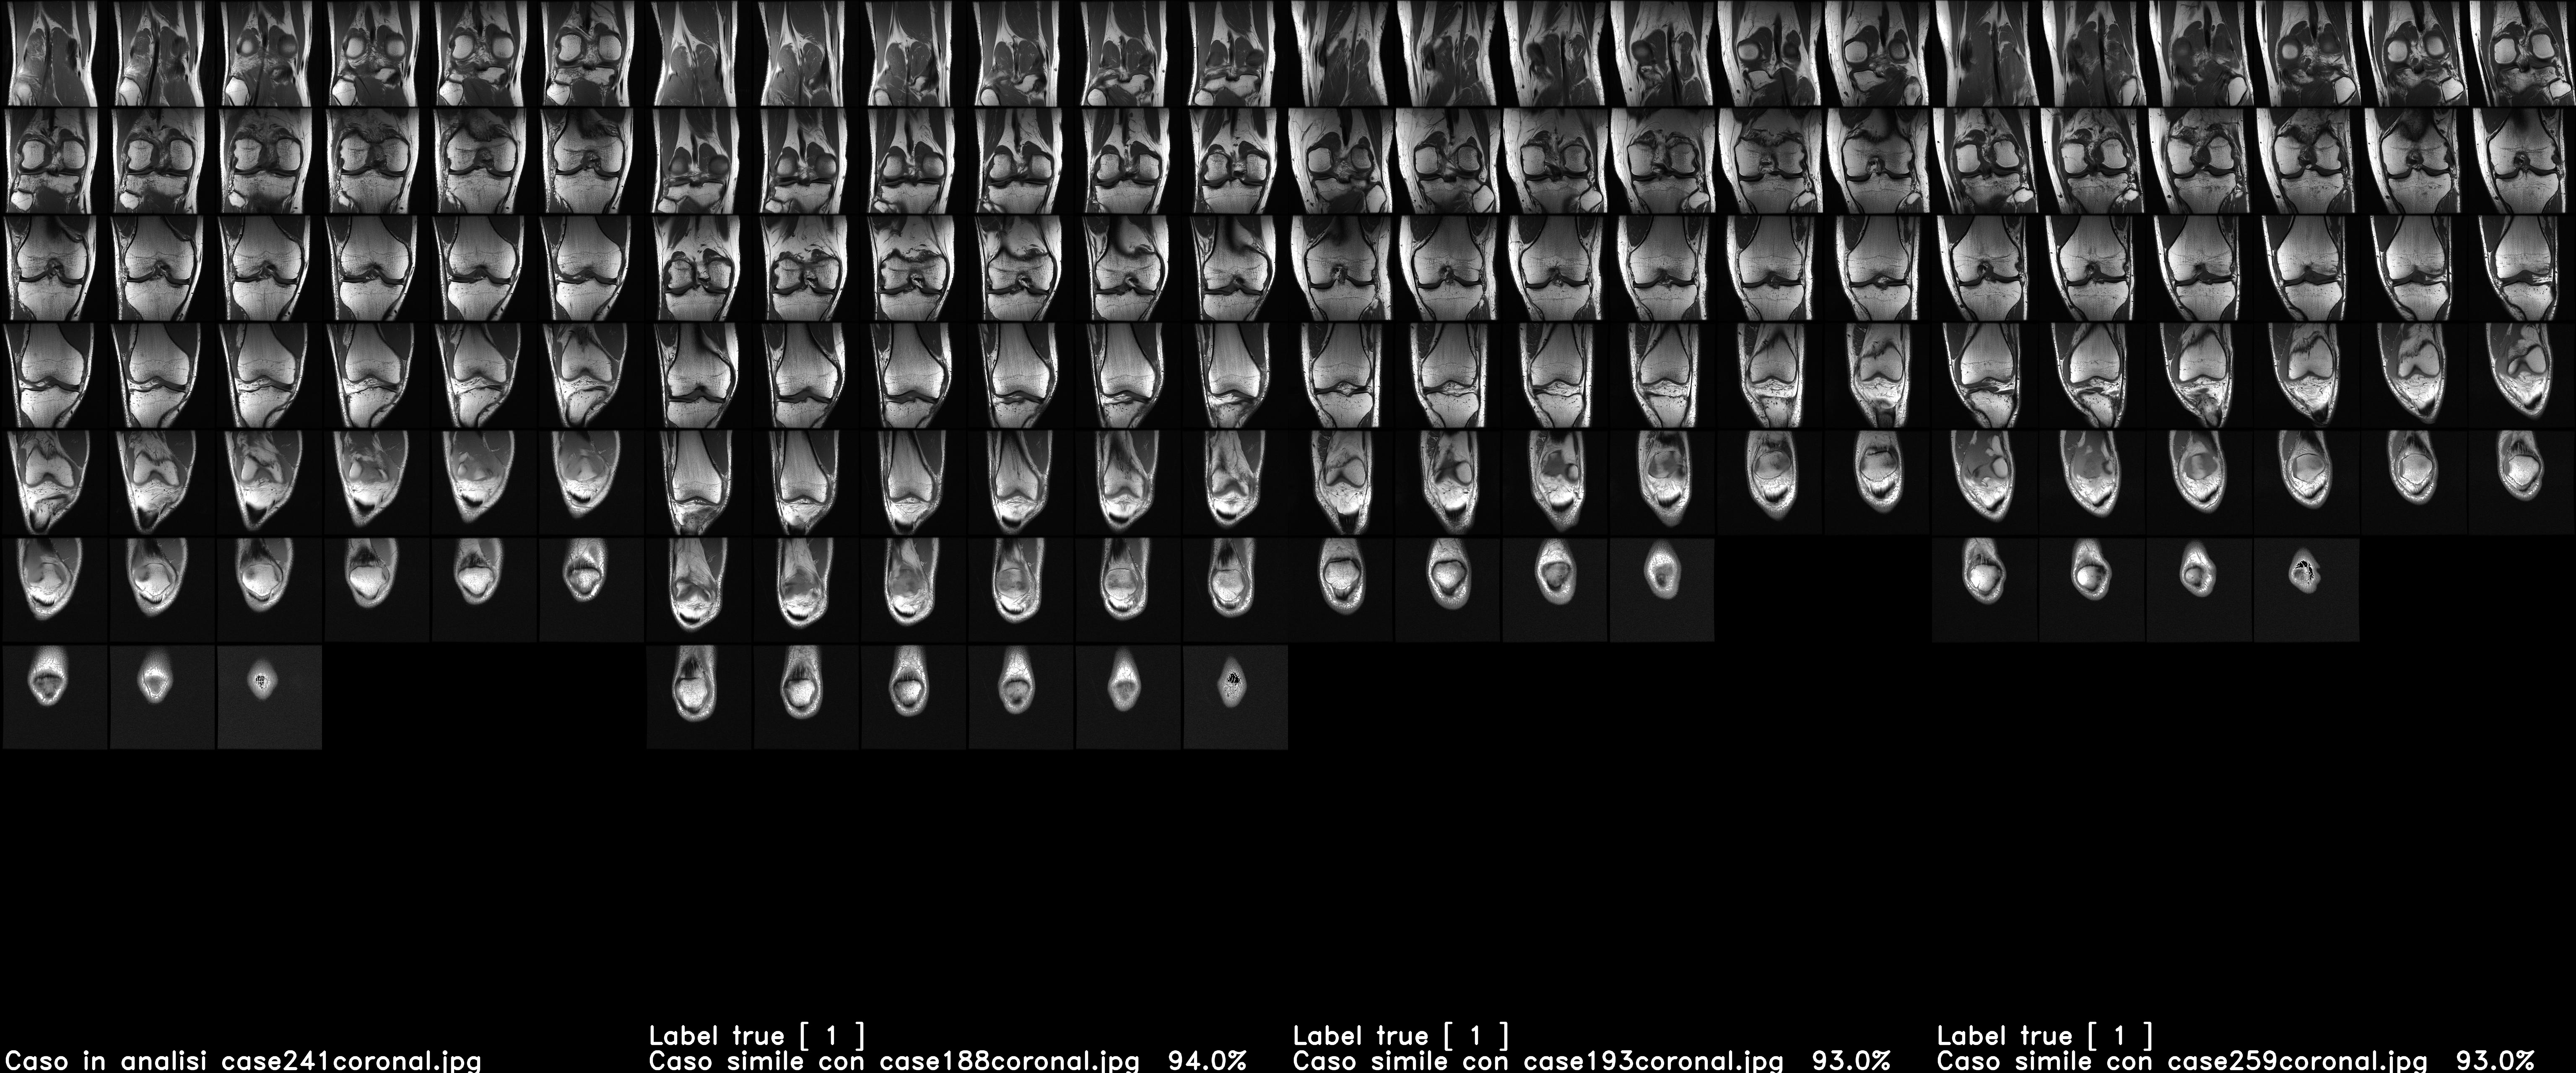 Caso in analisi case241coronal.jpg
Label true [ 1 ]
Caso simile con case188coronal.jpg 94.0%
Label true [ 1 ]
Caso simile con case193coronal.jpg 93.0%
Label true [ 1 ]
Caso simile con case259coronal.jpg 93.0%